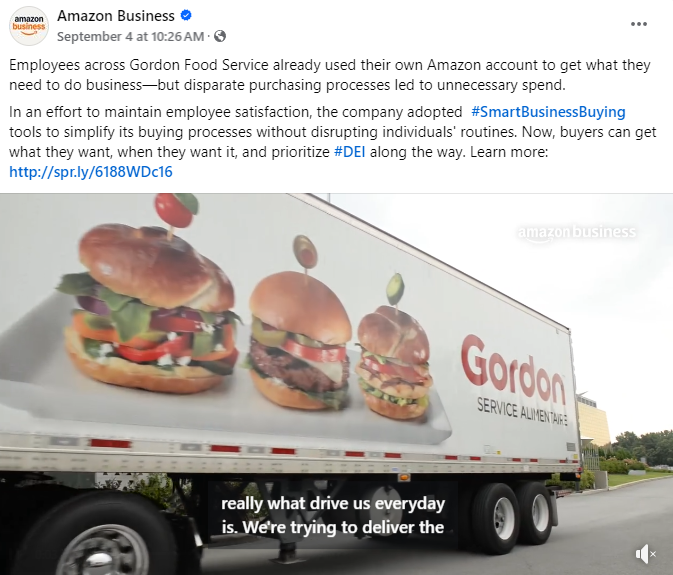 amazon
business
Amazon Business
September 4 at 10:26 AM ·
Employees across Gordon Food Service already used their own Amazon account to get what they
need to do business—but disparate purchasing processes led to unnecessary spend.
In an effort to maintain employee satisfaction, the company adopted #SmartBusinessBuying
tools to simplify its buying processes without disrupting individuals' routines. Now, buyers can get
what they want, when they want it, and prioritize #DEI along the way. Learn more:
http://spr.ly/6188WDc16
amazon business
Gordon
SERVICE ALIMENTAIRE
really what drive us everyday
is. We're trying to deliver the